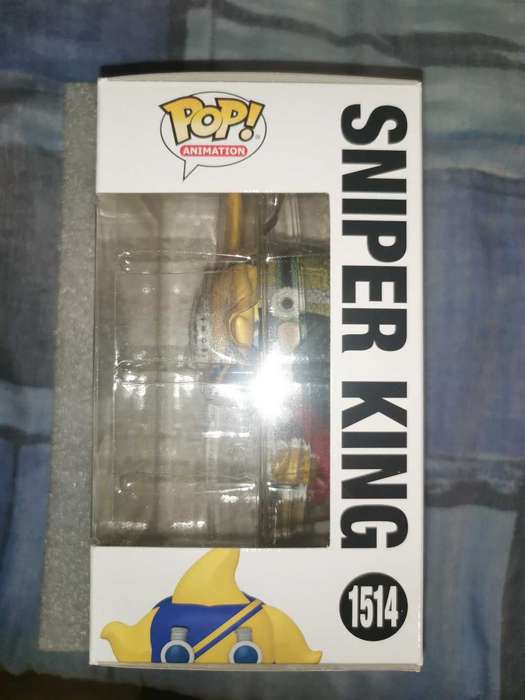 POP!
ANIMATION
SNIPER KING
1514